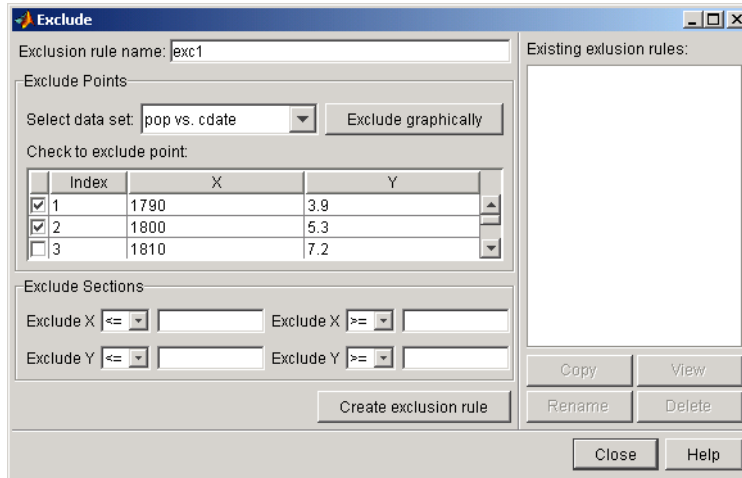 Exclude
Exclusion rule name: exc1
Existing exlusion rules:
Exclude Points
Select data set: pop vs. cdate Exclude graphically
Check to exclude point:
Index X Y
1 1790 3.9
2 1800 5.3
3 1810 7.2
Exclude Sections
Exclude X <= Exclude X >=
Exclude Y <= Exclude Y >=
Copy View
Create exclusion rule
Rename Delete
Close Help